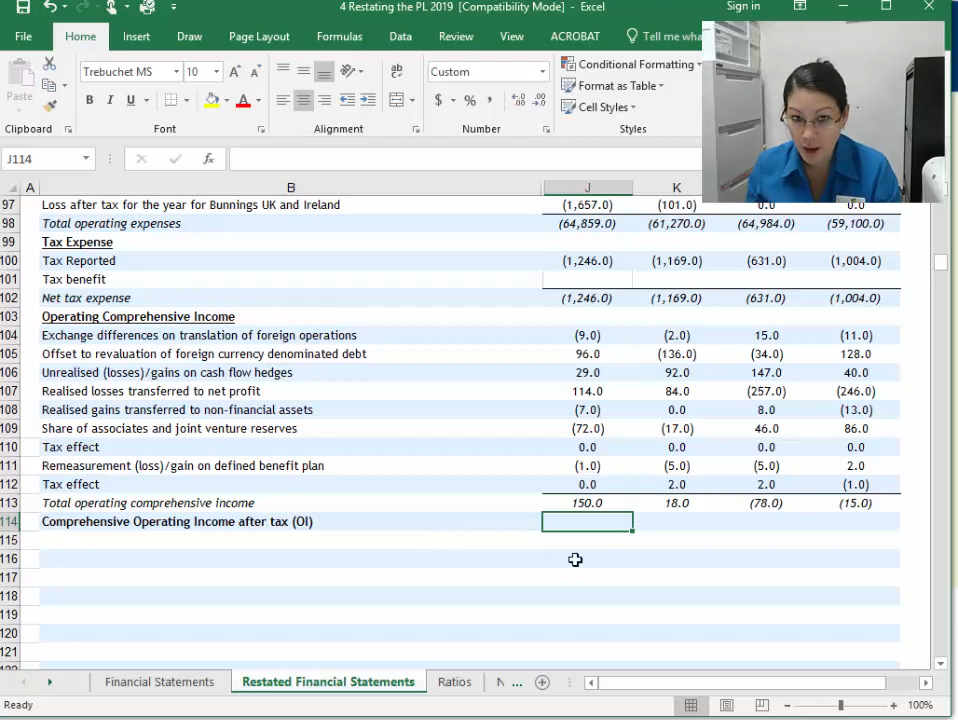 4 Restating the PL 2019 [Compatibility Mode] - Excel
Sign in
File Home Insert Draw Page Layout Formulas Data Review View ACROBAT Tell me
Paste
Trebuchet MS 10
Custom
Conditional Formatting
Format as Table
Cell Styles
B I U
$ % ,
Clipboard Font Alignment Number Styles
J114 fx
A B J K
97 Loss after tax for the year for Bunnings UK and Ireland (1,657.0) (101.0) 0.0 0.0
98 Total operating expenses (64,859.0) (61,270.0) (64,984.0) (59,100.0)
99 Tax Expense
100 Tax Reported (1,246.0) (1,169.0) (631.0) (1,004.0)
101 Tax benefit
102 Net tax expense (1,246.0) (1,169.0) (631.0) (1,004.0)
103 Operating Comprehensive Income
104 Exchange differences on translation of foreign operations (9.0) (2.0) 15.0 (11.0)
105 Offset to revaluation of foreign currency denominated debt 96.0 (136.0) (34.0) 128.0
106 Unrealised (losses)/gains on cash flow hedges 29.0 92.0 147.0 40.0
107 Realised losses transferred to net profit 114.0 84.0 (257.0) (246.0)
108 Realised gains transferred to non-financial assets (7.0) 0.0 8.0 (13.0)
109 Share of associates and joint venture reserves (72.0) (17.0) 46.0 86.0
110 Tax effect 0.0 0.0 0.0 0.0
111 Remeasurement (loss)/gain on defined benefit plan (1.0) (5.0) (5.0) 2.0
112 Tax effect 0.0 2.0 2.0 (1.0)
113 Total operating comprehensive income 150.0 18.0 (78.0) (15.0)
114 Comprehensive Operating Income after tax (OI)
115
116
117
118
119
120
121
Financial Statements Restated Financial Statements Ratios N ...
Ready 100%